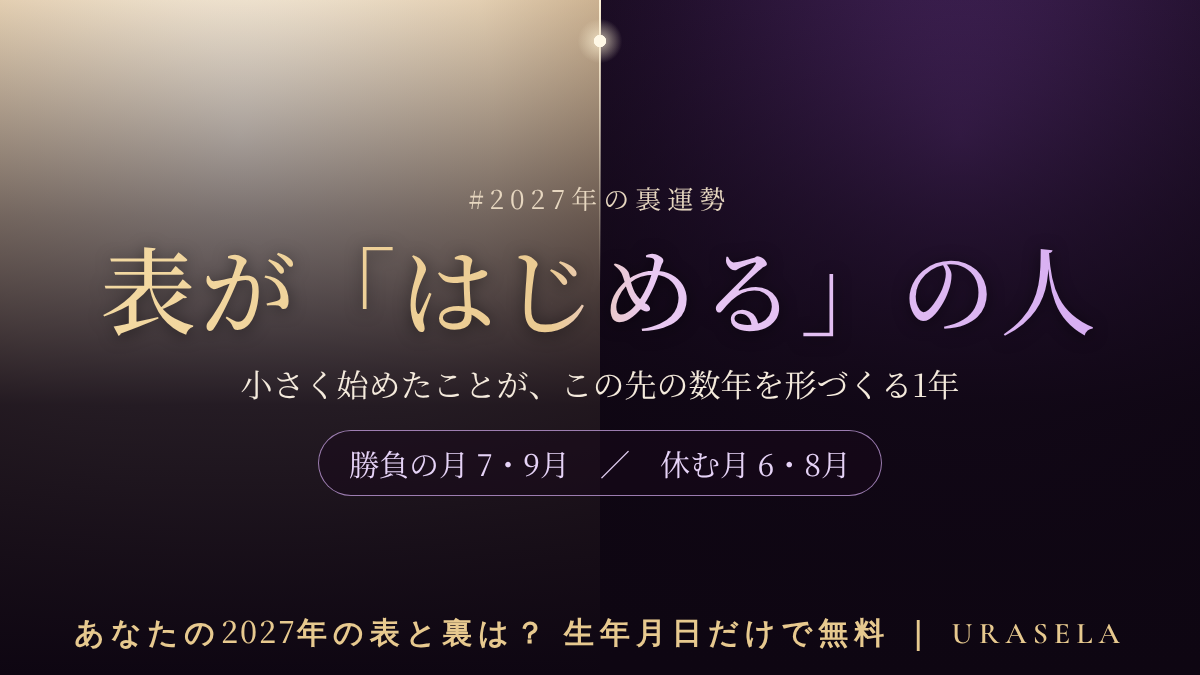 #2027年の裏運勢
表が「はじめる」の人
小さく始めたことが、この先の数年を形づくる1年
勝負の月 7・9月　／　休む月 6・8月
あなたの2027年の表と裏は？ 生年月日だけで無料 ｜ URASELA